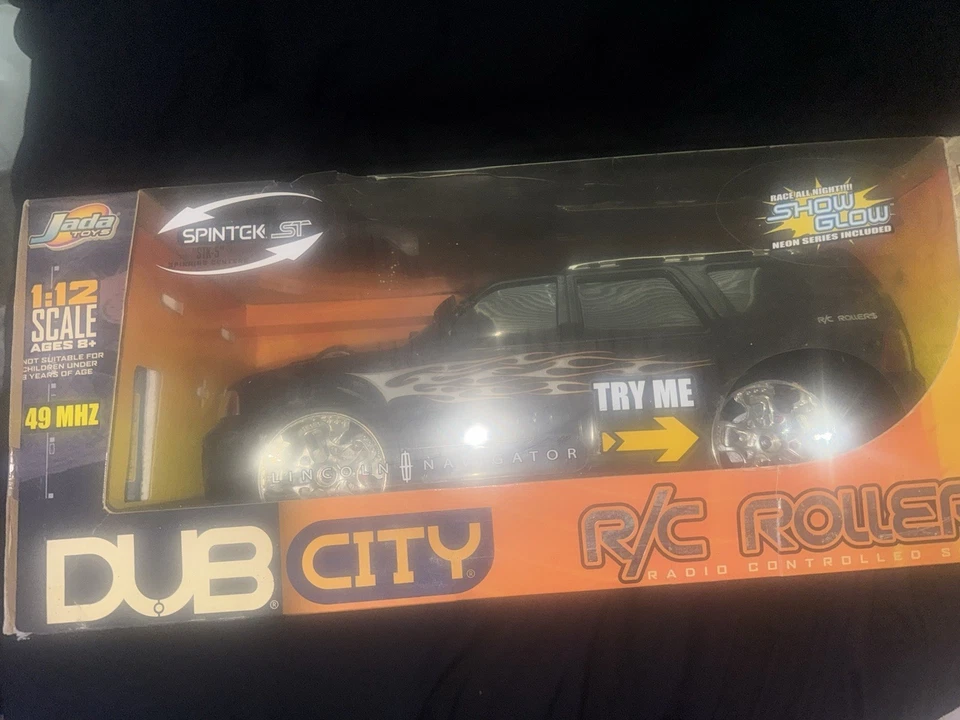 Jada
TOYS
1:12
SCALE
AGES 8+
NOT SUITABLE FOR
CHILDREN UNDER
3 YEARS OF AGE
49 MHZ
SPINTEK ST
RACE ALL NIGHT!!!!
SHOW
GLOW
NEON SERIES INCLUDED
R/C ROLLERS
TRY ME
LINCOLN NAVIGATOR
DUB®
CITY®
R/C ROLLER
RADIO CONTROLLED S